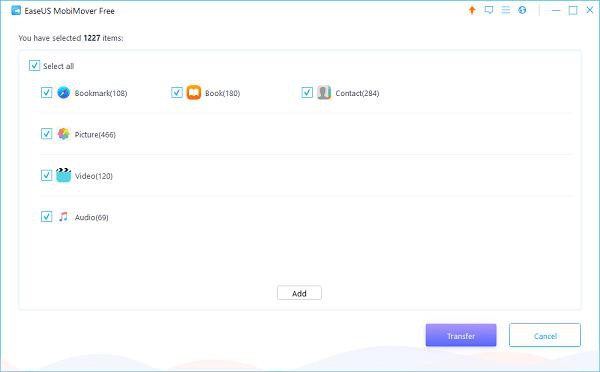 EaseUS MobiMover Free
You have selected 1227 items:
Select all
Bookmark(108) Book(180) Contact(284)
Picture(466)
Video(120)
Audio(69)
Add
Transfer Cancel